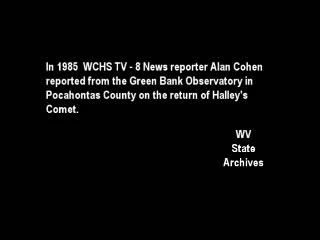 In 1985 WCHS TV - 8 News reporter Alan Cohen
reported from the Green Bank Observatory in
Pocahontas County on the return of Halley's
Comet.
WV
State
Archives